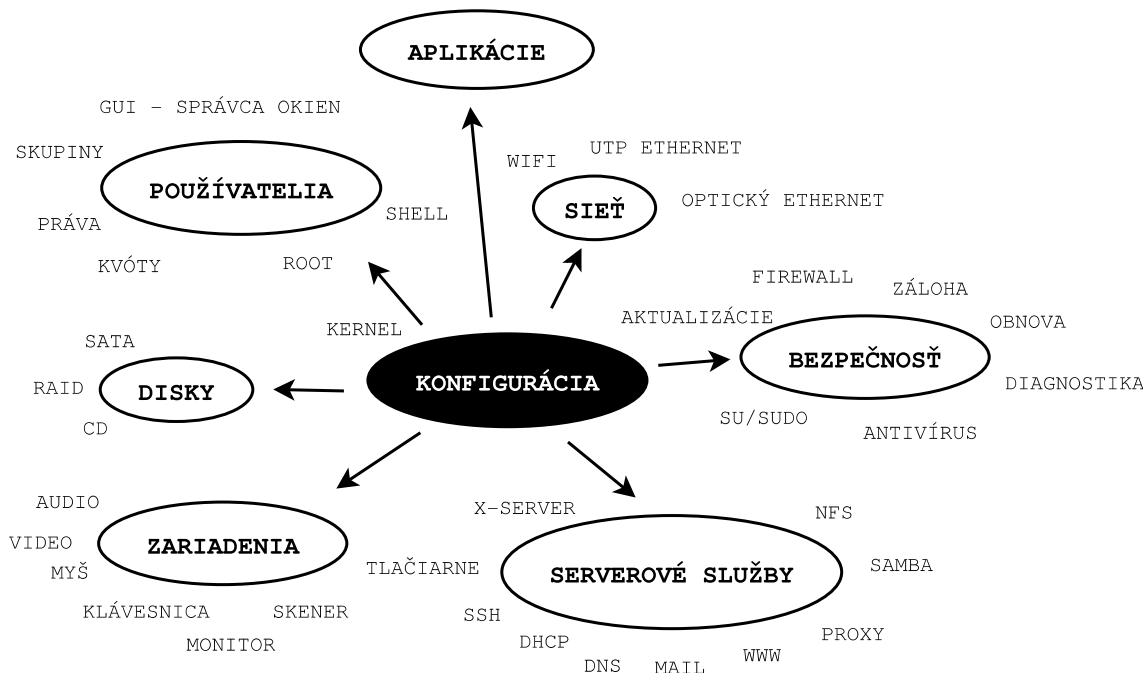 APLIKÁCIE
GUI – SPRÁVCA OKIEN
SKUPINY
POUŽÍVATELIA
SHELL
PRÁVA
KVÓTY
ROOT
WIFI
UTP ETHERNET
SIEŤ
OPTICKÝ ETHERNET
FIREWALL
ZÁLOHA
AKTUALIZÁCIE
OBNOVA
BEZPEČNOSŤ
DIAGNOSTIKA
SU/SUDO
ANTIVÍRUS
KERNEL
KONFIGURÁCIA
SATA
RAID
DISKY
CD
AUDIO
VIDEO
ZARIADENIA
MYŠ
TLAČIARNE
KLÁVESNICA
SKENER
MONITOR
X–SERVER
NFS
SERVEROVÉ SLUŽBY
SAMBA
SSH
DHCP
DNS
MAIL
WWW
PROXY